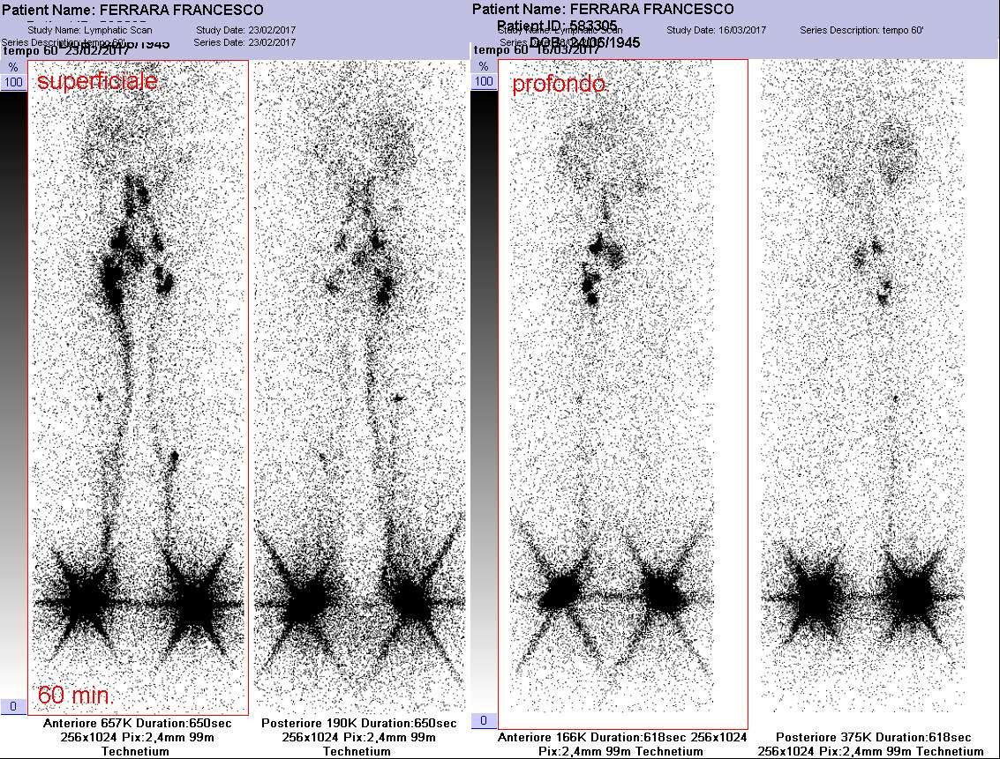 Patient Name: FERRARA FRANCESCO
Study Name: Lymphatic Scan
Study Date: 23/02/2017
Series Description: tempo 60'
Series Date: 23/02/2017
tempo 60' 23/02/2017
%
100
superficiale
60 min.
0
Anteriore 657K Duration:650sec
256x1024 Pix:2,4mm 99m
Technetium
Posteriore 190K Duration:650sec
256x1024 Pix:2,4mm 99m
Technetium
Patient Name: FERRARA FRANCESCO
Patient ID: 583305
Study Name: Lymphatic Scan
Study Date: 16/03/2017
Series Description: tempo 60'
DOB: 24/06/1945
tempo 60' 16/03/2017
%
100
profondo
0
Anteriore 166K Duration:618sec 256x1024
Pix:2,4mm 99m Technetium
Posteriore 375K Duration:618sec
256x1024 Pix:2,4mm 99m Technetium